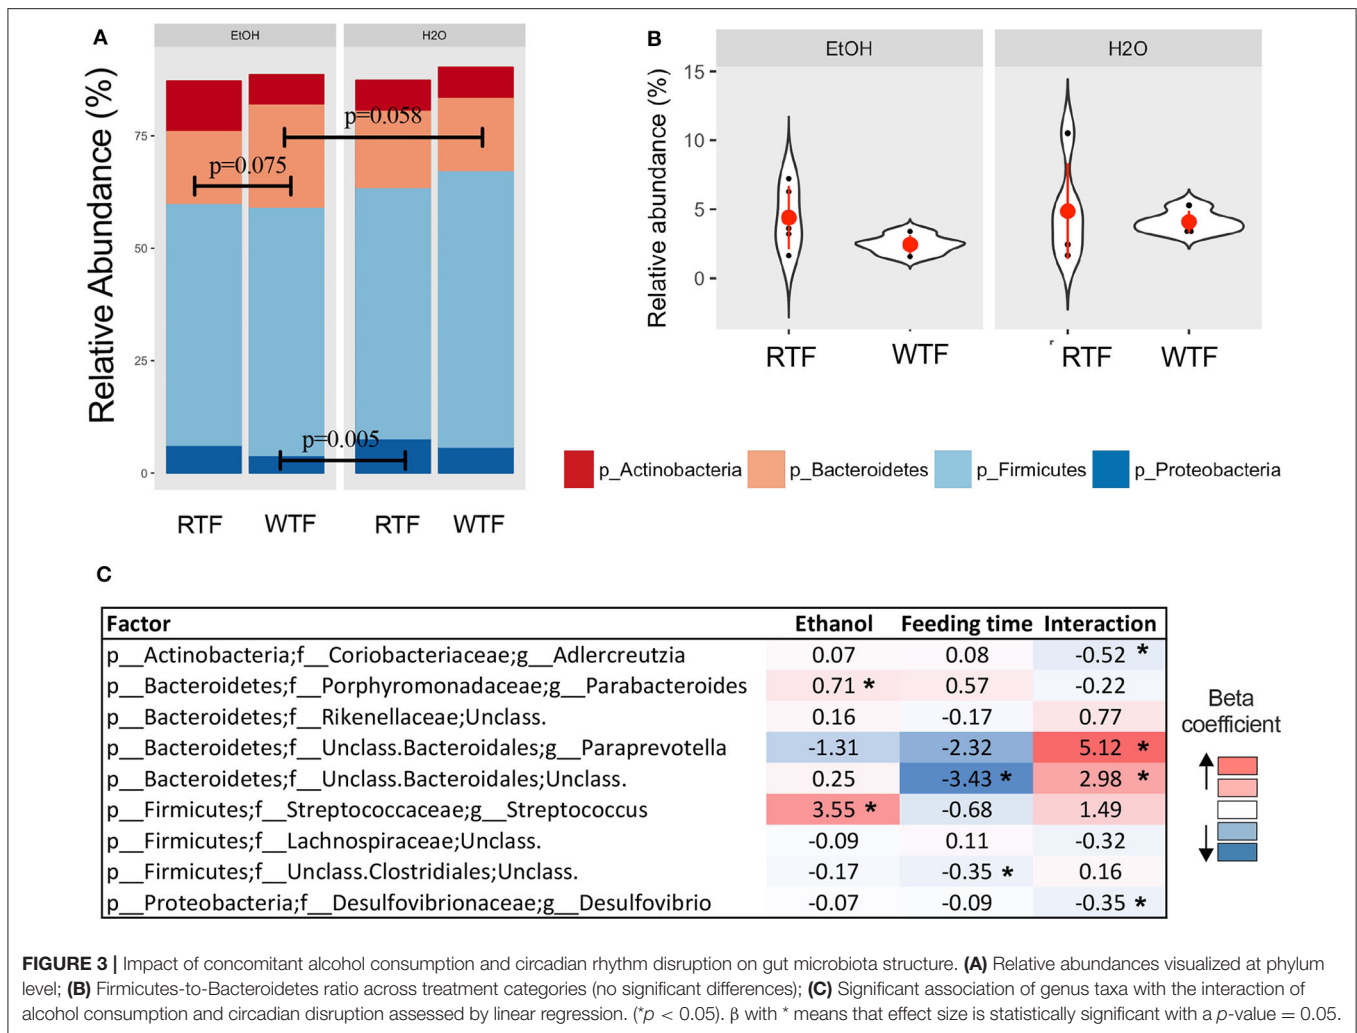 A
EtOH
H2O
Relative Abundance (%)
75
50
25
0
p=0.058
p=0.075
p=0.005
RTF
WTF
RTF
WTF
B
EtOH
H2O
Relative abundance (%)
15
10
5
0
RTF
WTF
RTF
WTF
p_Actinobacteria
p_Bacteroidetes
p_Firmicutes
p_Proteobacteria
C
Factor Ethanol Feeding time Interaction
p__Actinobacteria;f__Coriobacteriaceae;g__Adlercreutzia 0.07 0.08 -0.52 *
p__Bacteroidetes;f__Porphyromonadaceae;g__Parabacteroides 0.71 * 0.57 -0.22
p__Bacteroidetes;f__Rikenellaceae;Unclass. 0.16 -0.17 0.77
p__Bacteroidetes;f__Unclass.Bacteroidales;g__Paraprevotella -1.31 -2.32 5.12 *
p__Bacteroidetes;f__Unclass.Bacteroidales;Unclass. 0.25 -3.43 * 2.98 *
p__Firmicutes;f__Streptococcaceae;g__Streptococcus 3.55 * -0.68 1.49
p__Firmicutes;f__Lachnospiraceae;Unclass. -0.09 0.11 -0.32
p__Firmicutes;f__Unclass.Clostridiales;Unclass. -0.17 -0.35 * 0.16
p__Proteobacteria;f__Desulfovibrionaceae;g__Desulfovibrio -0.07 -0.09 -0.35 *
Beta
coefficient
FIGURE 3 | Impact of concomitant alcohol consumption and circadian rhythm disruption on gut microbiota structure. (A) Relative abundances visualized at phylum
level; (B) Firmicutes-to-Bacteroidetes ratio across treatment categories (no significant differences); (C) Significant association of genus taxa with the interaction of
alcohol consumption and circadian disruption assessed by linear regression. (*p < 0.05). β with * means that effect size is statistically significant with a p-value = 0.05.